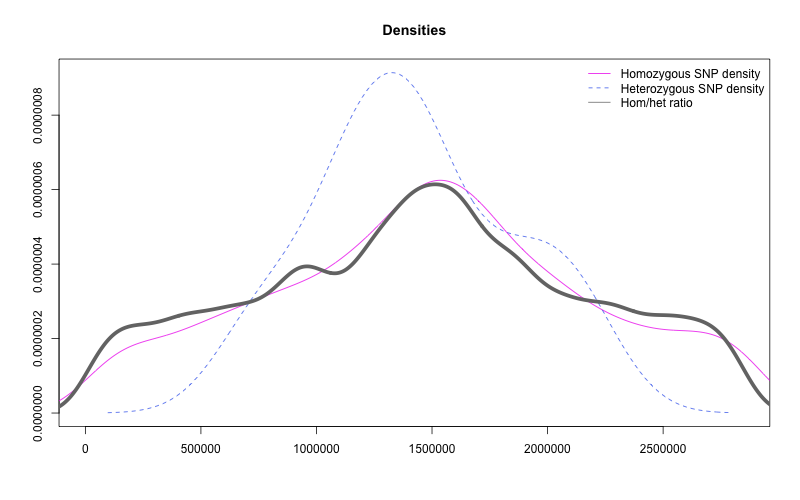 Densities
Homozygous SNP density
Heterozygous SNP density
Hom/het ratio
0.0000008
0.0000006
0.0000004
0.0000002
0.0000000
0 500000 1000000 1500000 2000000 2500000